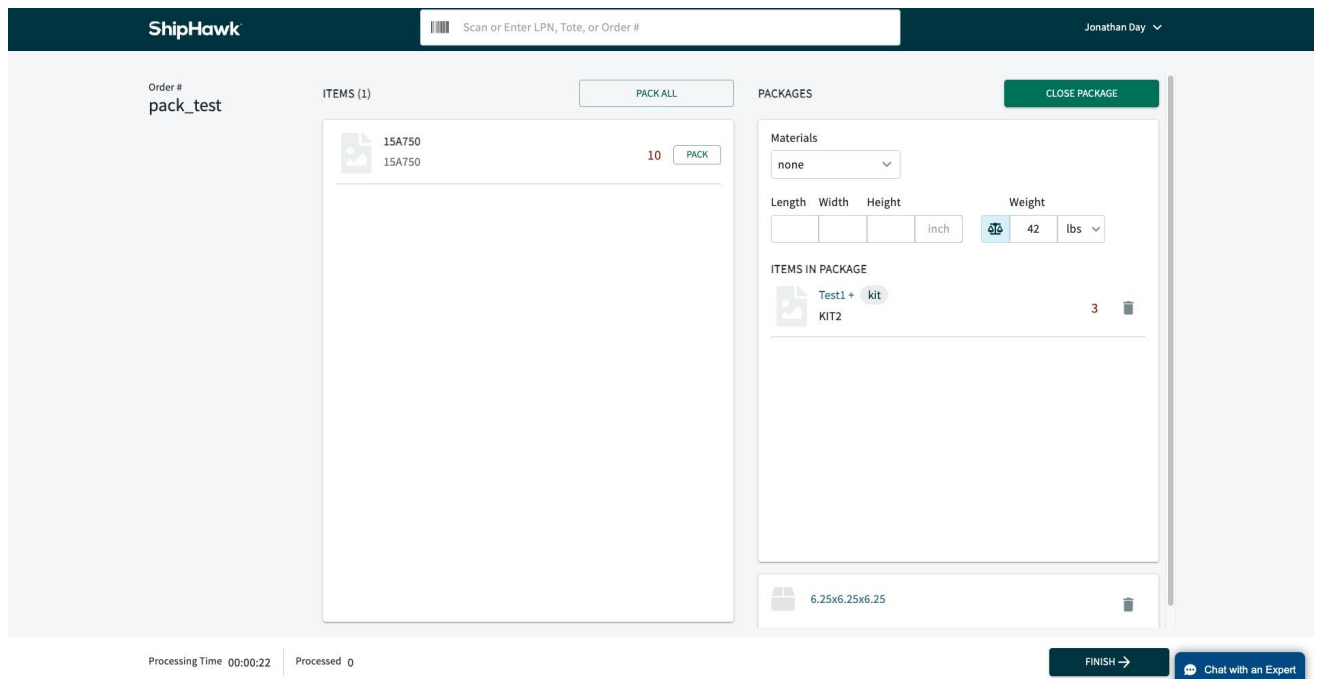 ShipHawk
Scan or Enter LPN, Tote, or Order #
Jonathan Day
Order #
pack_test
ITEMS (1)
PACK ALL
15A750
15A750
10
PACK
PACKAGES
CLOSE PACKAGE
Materials
none
Length Width Height
inch
Weight
42 lbs
ITEMS IN PACKAGE
Test1 + kit
KIT2
3
6.25x6.25x6.25
Processing Time 00:00:22
Processed 0
FINISH →
Chat with an Expert